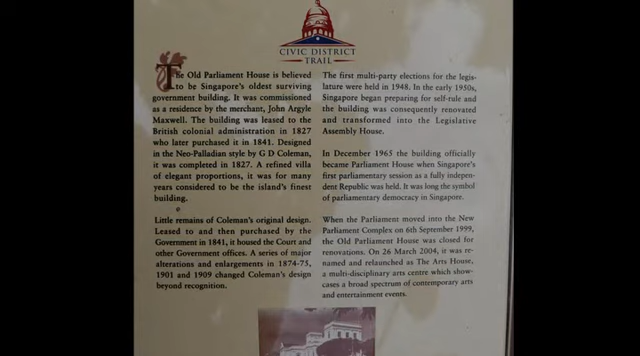 CIVIC DISTRICT
TRAIL
The Old Parliament House is believed
to be Singapore's oldest surviving
government building. It was commissioned
as a residence by the merchant, John Argyle
Maxwell. The building was leased to the
British colonial administration in 1827
who later purchased it in 1841. Designed
in the Neo-Palladian style by G D Coleman,
it was completed in 1827. A refined villa
of elegant proportions, it was for many
years considered to be the island's finest
building.
Little remains of Coleman's original design.
Leased to and then purchased by the
Government in 1841, it housed the Court and
other Government offices. A series of major
alterations and enlargements in 1874-75,
1901 and 1909 changed Coleman's design
beyond recognition.
The first multi-party elections for the legis-
lature were held in 1948. In the early 1950s,
Singapore began preparing for self-rule and
the building was consequently renovated
and transformed into the Legislative
Assembly House.
In December 1965 the building officially
became Parliament House when Singapore's
first parliamentary session as a fully indepen-
dent Republic was held. It was long the symbol
of parliamentary democracy in Singapore.
When the Parliament moved into the New
Parliament Complex on 6th September 1999,
the Old Parliament House was closed for
renovations. On 26 March 2004, it was re-
named and relaunched as The Arts House,
a multi-disciplinary arts centre which show-
cases a broad spectrum of contemporary arts
and entertainment events.